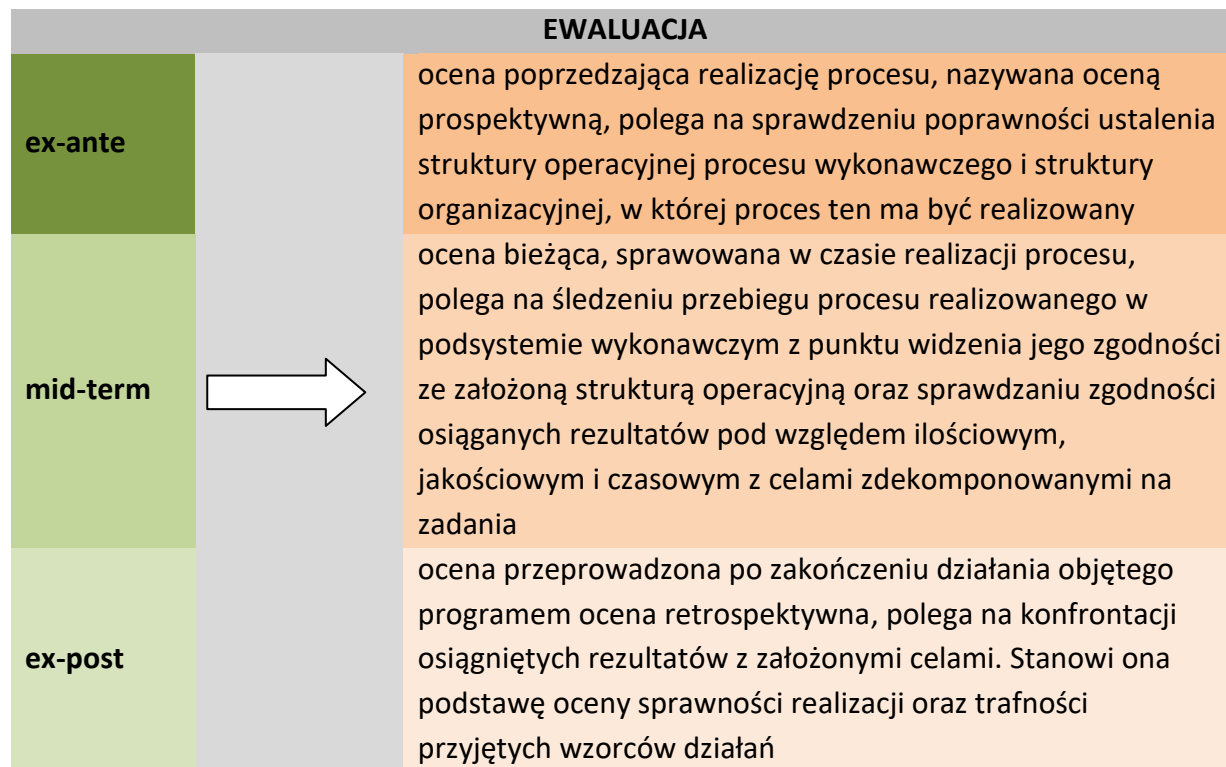 EWALUACJA
ex-ante
ocena poprzedzająca realizację procesu, nazywana oceną
prospektywną, polega na sprawdzeniu poprawności ustalenia
struktury operacyjnej procesu wykonawczego i struktury
organizacyjnej, w której proces ten ma być realizowany
mid-term
ocena bieżąca, sprawowana w czasie realizacji procesu,
polega na śledzeniu przebiegu procesu realizowanego w
podsystemie wykonawczym z punktu widzenia jego zgodności
ze założoną strukturą operacyjną oraz sprawdzaniu zgodności
osiąganych rezultatów pod względem ilościowym,
jakościowym i czasowym z celami zdekomponowanymi na
zadania
ex-post
ocena przeprowadzona po zakończeniu działania objętego
programem ocena retrospektywna, polega na konfrontacji
osiągniętych rezultatów z założonymi celami. Stanowi ona
podstawę oceny sprawności realizacji oraz trafności
przyjętych wzorców działań